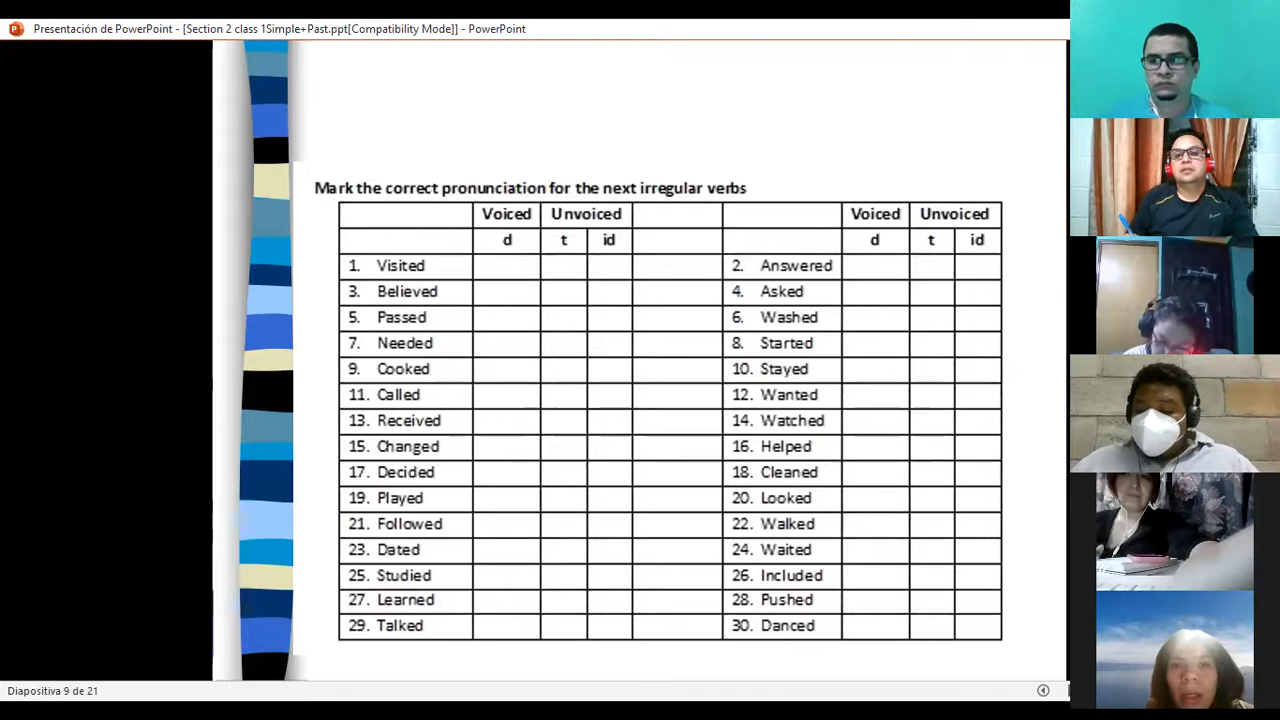 Presentación de PowerPoint - [Section 2 class 1Simple+Past.ppt[Compatibility Mode]] - PowerPoint
Mark the correct pronunciation for the next irregular verbs
Voiced Unvoiced Voiced Unvoiced
d t id d t id
1. Visited 2. Answered
3. Believed 4. Asked
5. Passed 6. Washed
7. Needed 8. Started
9. Cooked 10. Stayed
11. Called 12. Wanted
13. Received 14. Watched
15. Changed 16. Helped
17. Decided 18. Cleaned
19. Played 20. Looked
21. Followed 22. Walked
23. Dated 24. Waited
25. Studied 26. Included
27. Learned 28. Pushed
29. Talked 30. Danced
Diapositiva 9 de 21